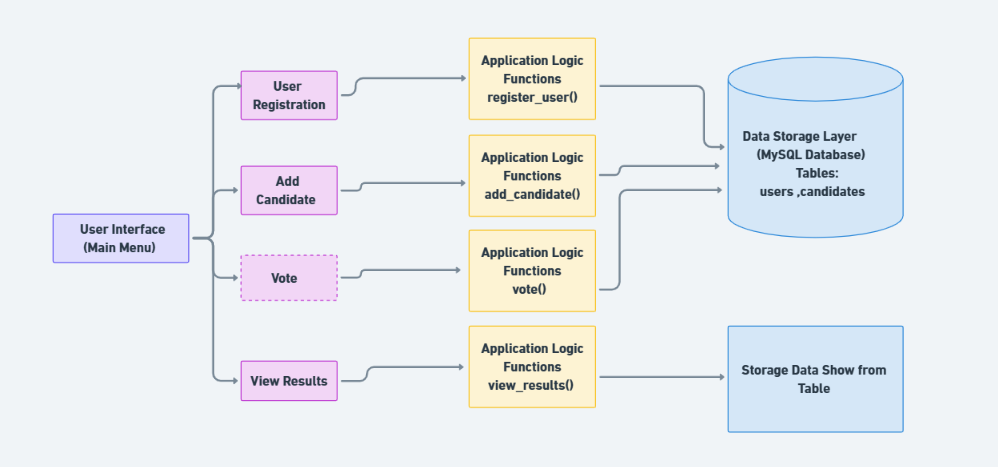 User Interface
(Main Menu)
User
Registration
Add
Candidate
Vote
View Results
Application Logic
Functions
register_user()
Application Logic
Functions
add_candidate()
Application Logic
Functions
vote()
Application Logic
Functions
view_results()
Data Storage Layer
(MySQL Database)
Tables:
users ,candidates
Storage Data Show from
Table